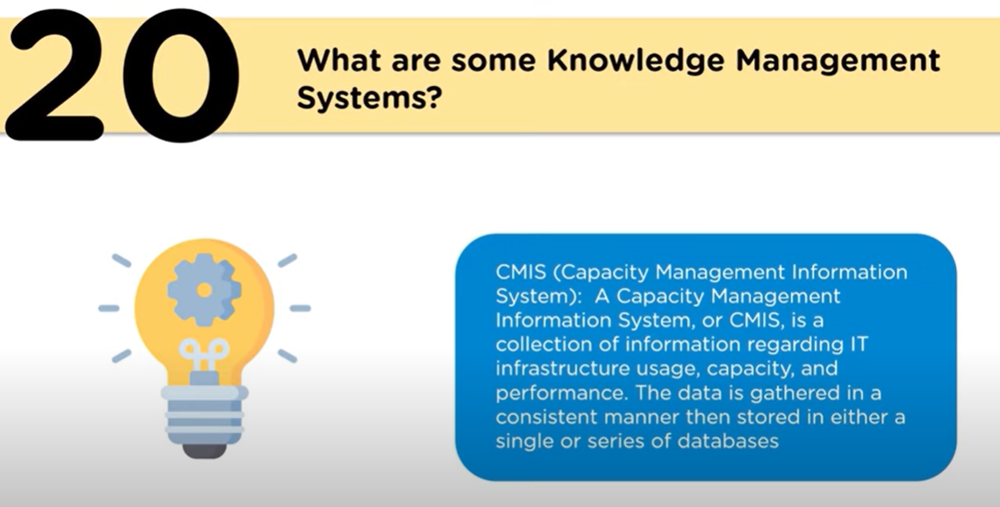 20
What are some Knowledge Management
Systems?
CMIS (Capacity Management Information
System):  A Capacity Management
Information System, or CMIS, is a
collection of information regarding IT
infrastructure usage, capacity, and
performance. The data is gathered in a
consistent manner then stored in either a
single or series of databases